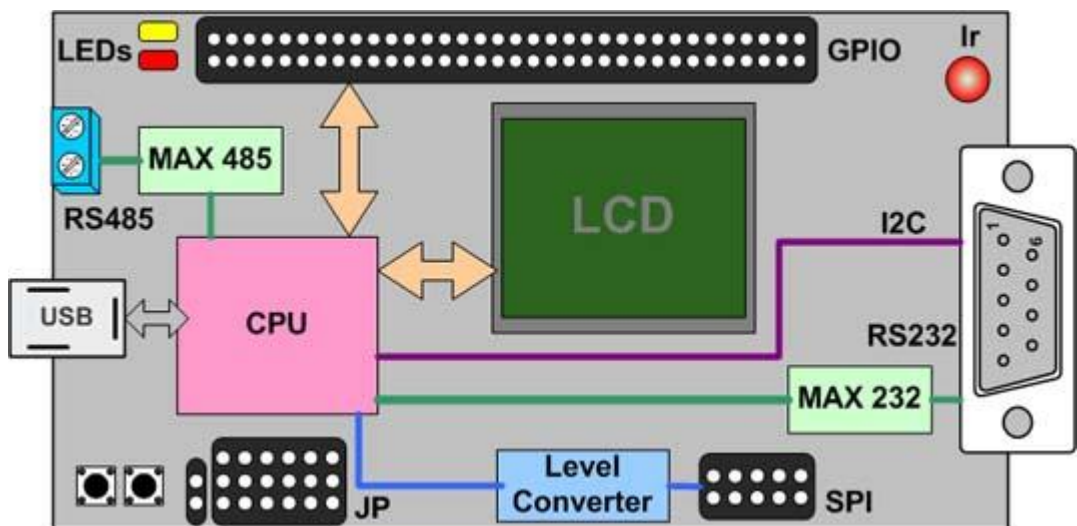 LEDs
GPIO
Ir
MAX 485
RS485
LCD
I2C
1
6
USB
CPU
RS232
MAX 232
Level
Converter
JP
SPI